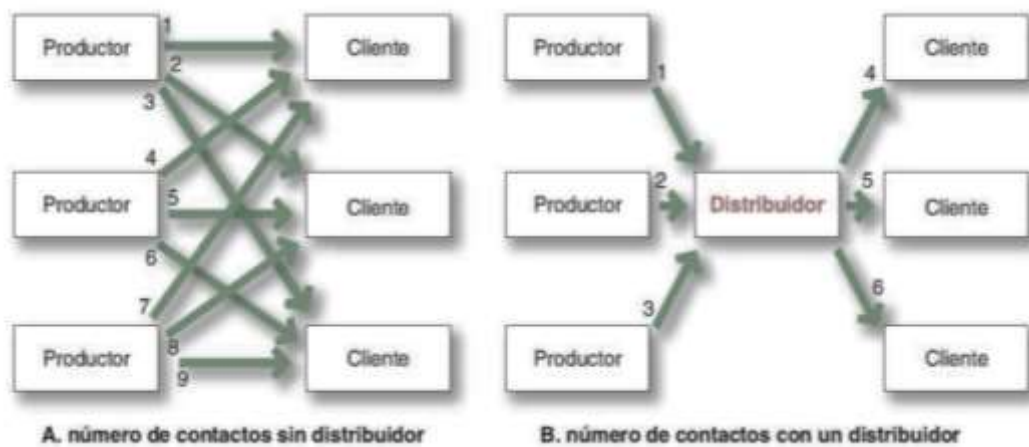 1
Productor
Cliente
2
3
4
Productor
5
Cliente
6
7
Productor
8
Cliente
9
A. número de contactos sin distribuidor
Productor
Cliente
1
4
Productor
2
Distribuidor
5
Cliente
3
6
Productor
Cliente
B. número de contactos con un distribuidor